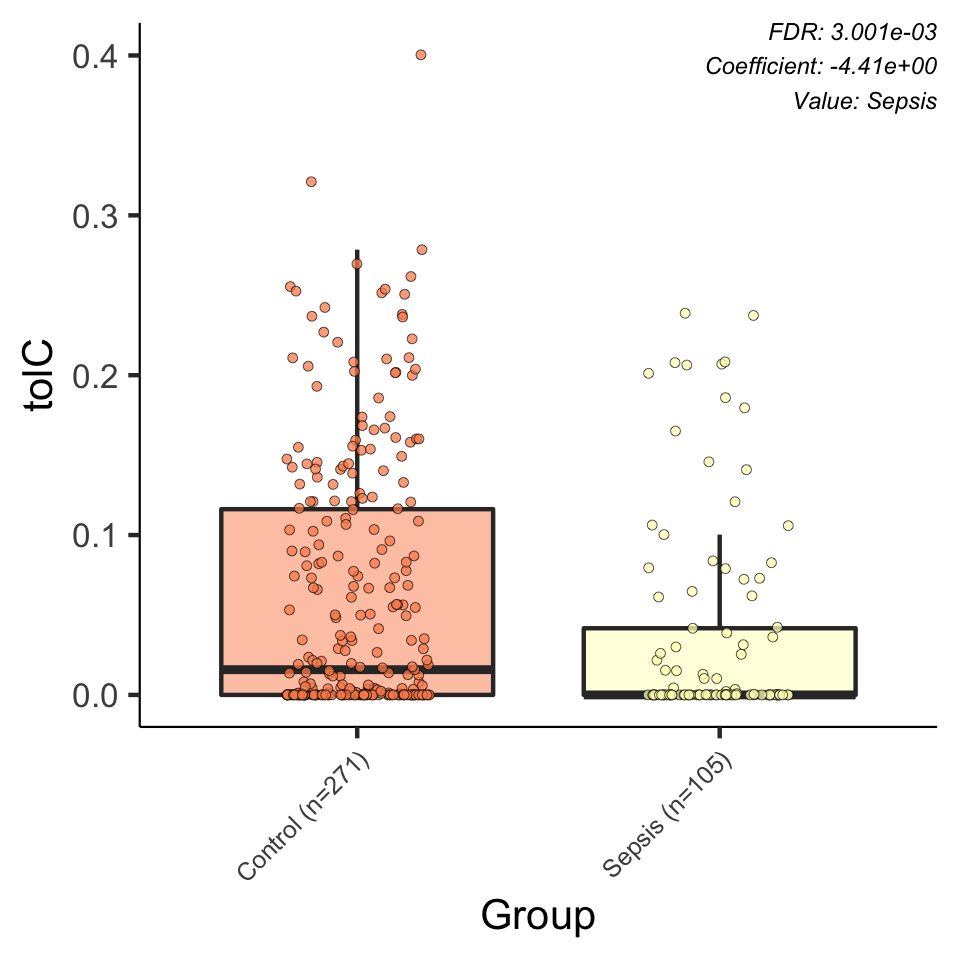 FDR: 3.001e-03
Coefficient: -4.41e+00
Value: Sepsis
0.4
0.3
0.2
0.1
0.0
tolC
Control (n=271)
Sepsis (n=105)
Group